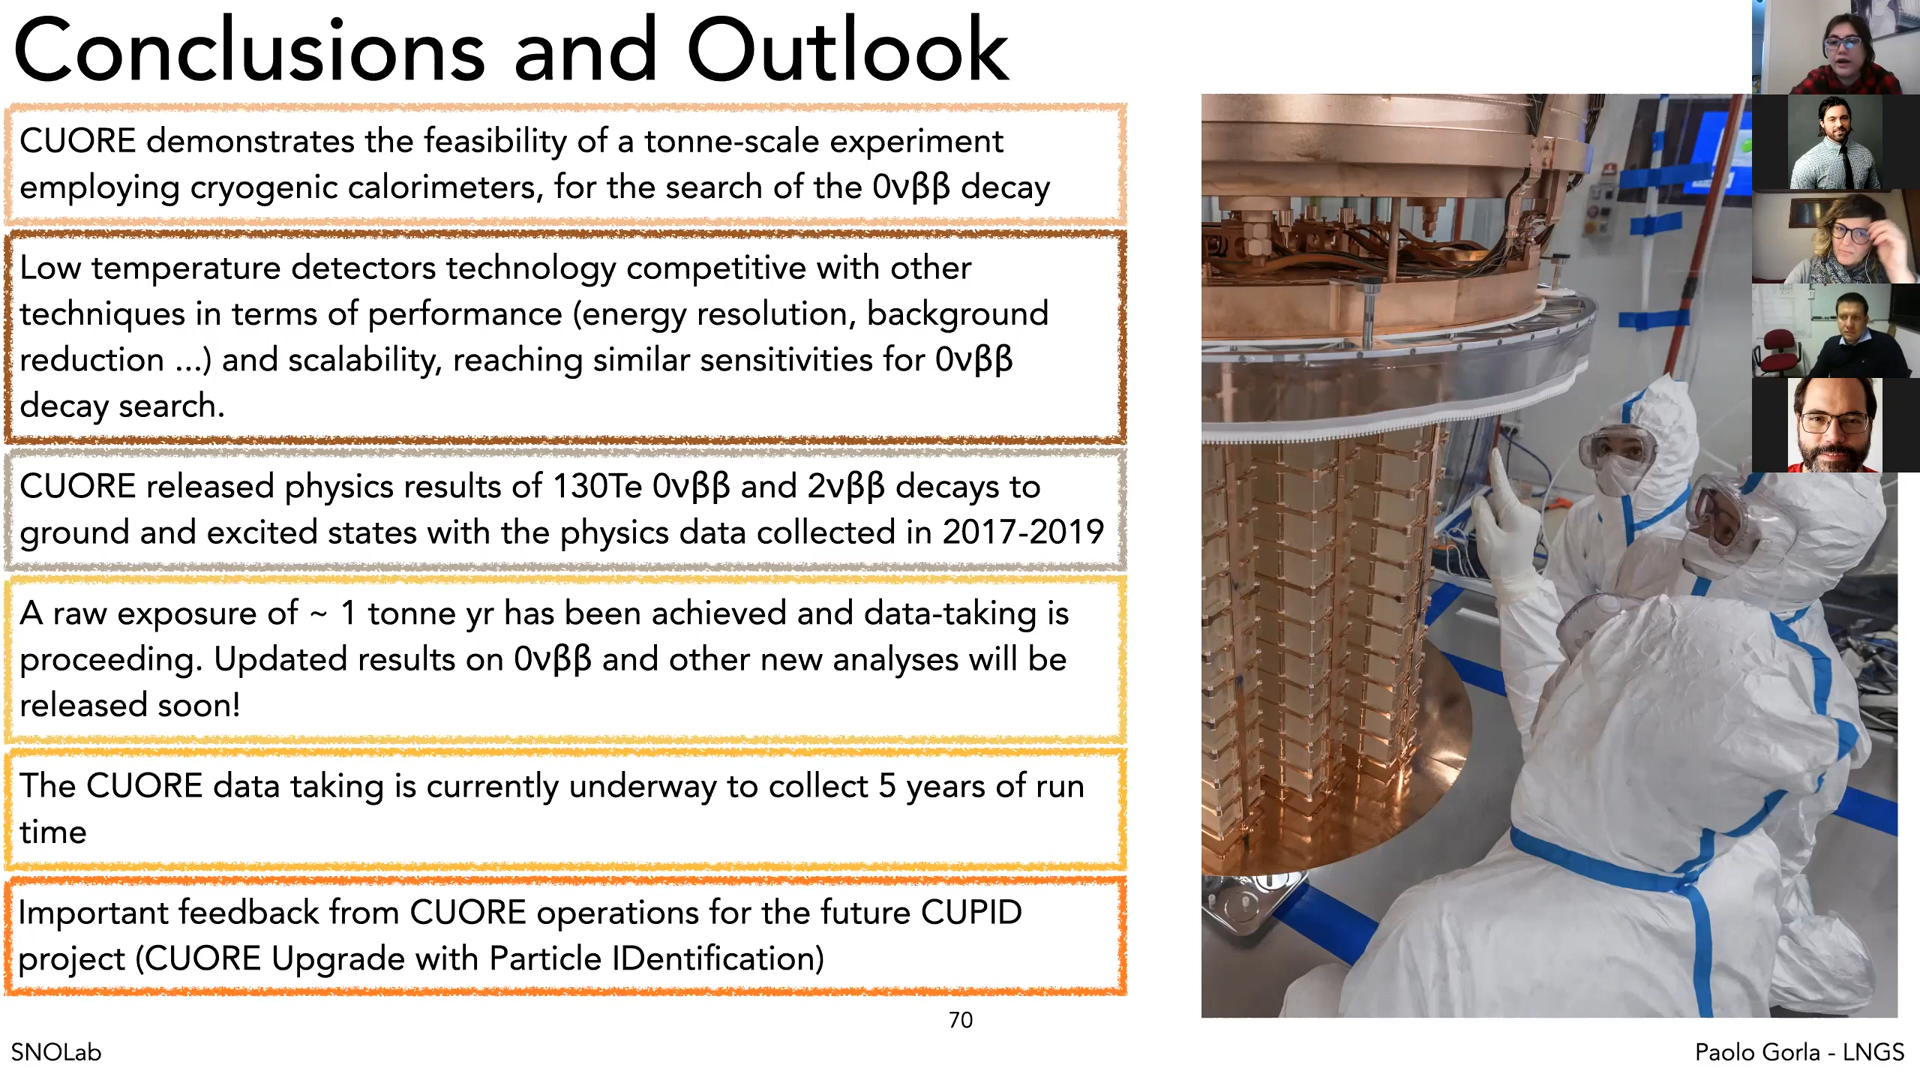 Conclusions and Outlook
CUORE demonstrates the feasibility of a tonne-scale experiment
employing cryogenic calorimeters, for the search of the 0νββ decay
Low temperature detectors technology competitive with other
techniques in terms of performance (energy resolution, background
reduction ...) and scalability, reaching similar sensitivities for 0νββ
decay search.
CUORE released physics results of 130Te 0νββ and 2νββ decays to
ground and excited states with the physics data collected in 2017-2019
A raw exposure of ~ 1 tonne yr has been achieved and data-taking is
proceeding. Updated results on 0νββ and other new analyses will be
released soon!
The CUORE data taking is currently underway to collect 5 years of run
time
Important feedback from CUORE operations for the future CUPID
project (CUORE Upgrade with Particle IDentification)
70
SNOLab
Paolo Gorla - LNGS